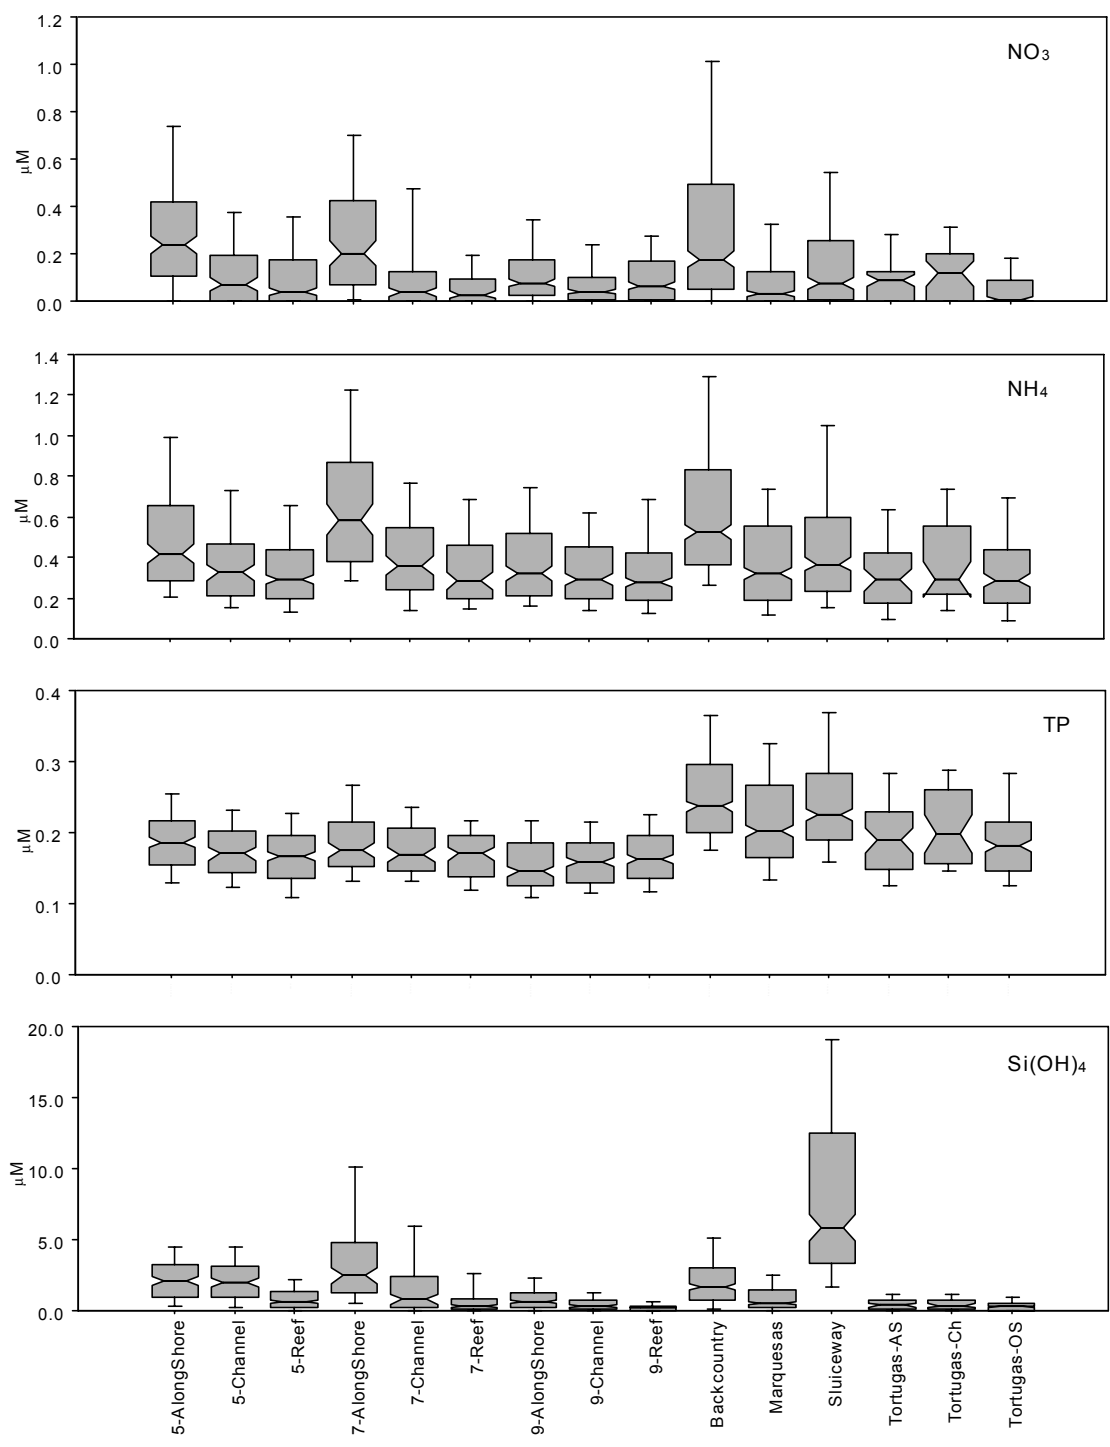 1.2
1.0
0.8
0.6
0.4
0.2
0.0
μM
NO3
1.4
1.2
1.0
0.8
0.6
0.4
0.2
0.0
μM
NH4
0.4
0.3
0.2
0.1
0.0
μM
TP
20.0
15.0
10.0
5.0
0.0
μM
Si(OH)4
5-AlongShore
5-Channel
5-Reef
7-AlongShore
7-Channel
7-Reef
9-AlongShore
9-Channel
9-Reef
Backcountry
Marquesas
Sluiceway
Tortugas-AS
Tortugas-Ch
Tortugas-OS